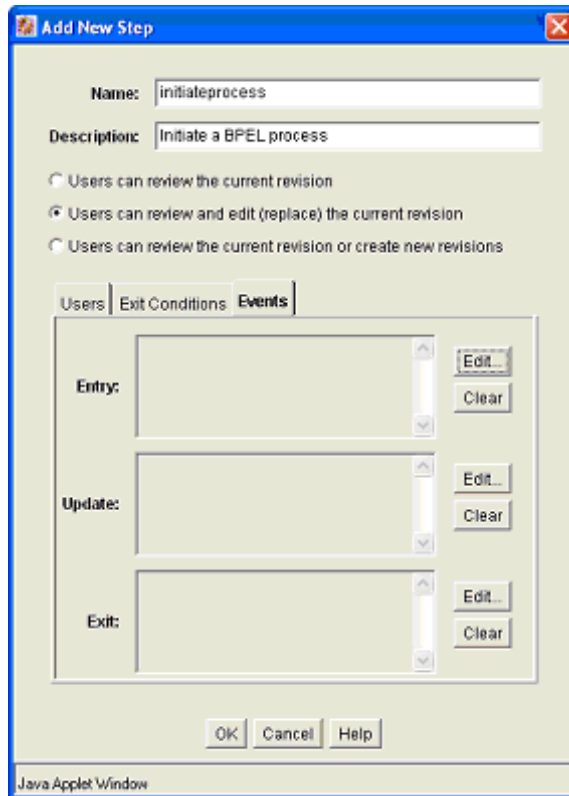 Add New Step
Name: initiateprocess
Description: Initiate a BPEL process
Users can review the current revision
Users can review and edit (replace) the current revision
Users can review the current revision or create new revisions
Users Exit Conditions Events
Entry:
Edit...
Clear
Update:
Edit...
Clear
Exit:
Edit...
Clear
OK Cancel Help
Java Applet Window